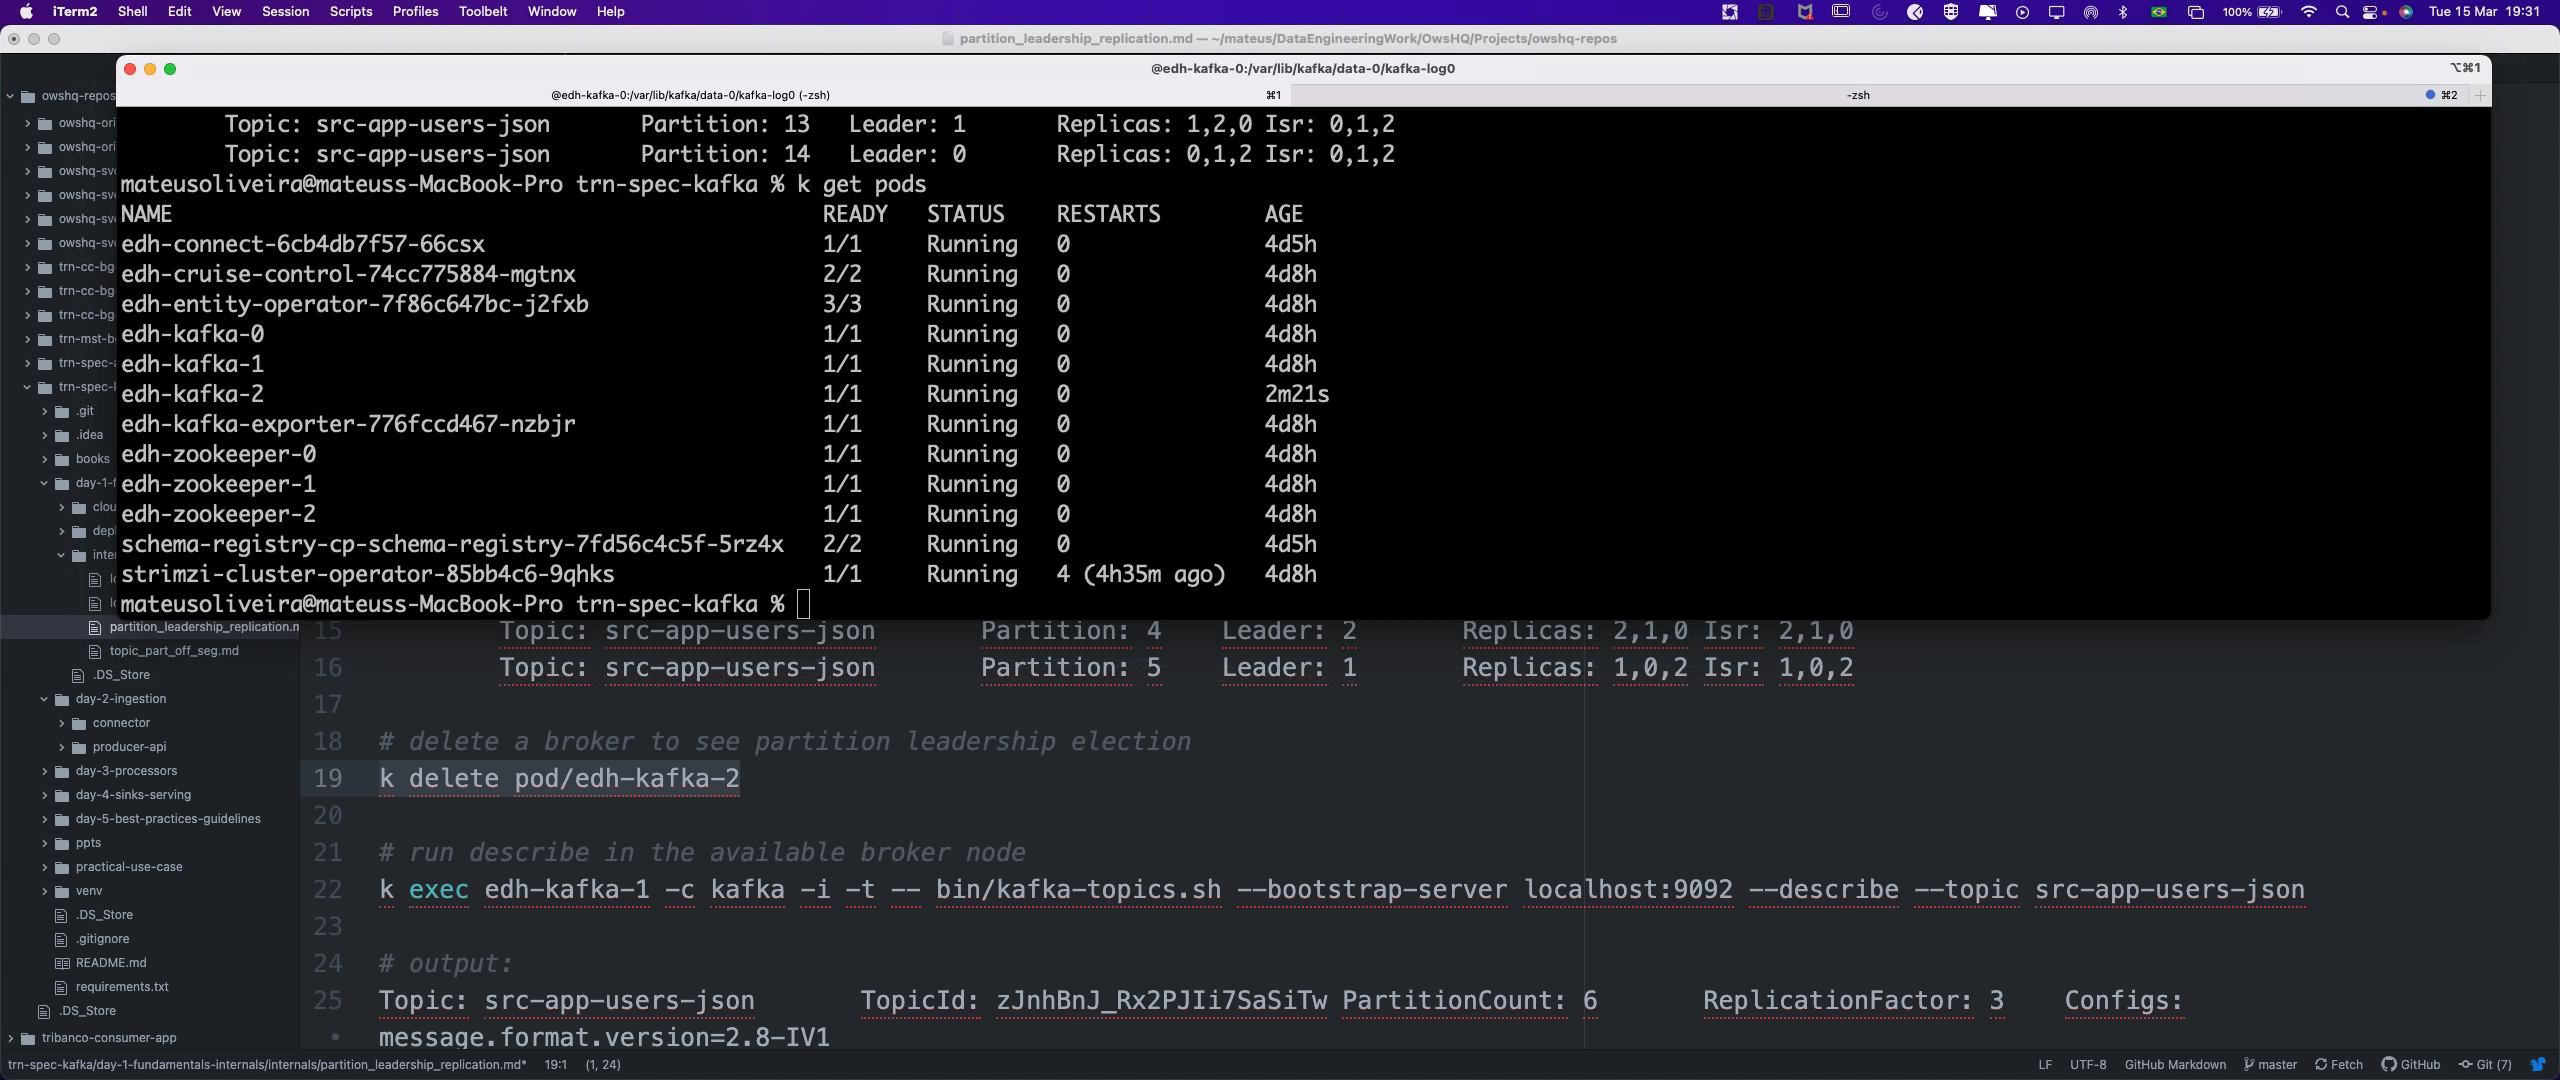 iTerm2 Shell Edit View Session Scripts Profiles Toolbelt Window Help 100% Tue 15 Mar 19:31
partition_leadership_replication.md — ~/mateus/DataEngineeringWork/OwsHQ/Projects/owshq-repos
@edh-kafka-0:/var/lib/kafka/data-0/kafka-log0 ⌥⌘1
@edh-kafka-0:/var/lib/kafka/data-0/kafka-log0 (-zsh) ⌘1 -zsh ⌘2
Topic: src-app-users-json Partition: 13 Leader: 1 Replicas: 1,2,0 Isr: 0,1,2
Topic: src-app-users-json Partition: 14 Leader: 0 Replicas: 0,1,2 Isr: 0,1,2
mateusoliveira@mateuss-MacBook-Pro trn-spec-kafka % k get pods
NAME READY STATUS RESTARTS AGE
edh-connect-6cb4db7f57-66csx 1/1 Running 0 4d5h
edh-cruise-control-74cc775884-mgtnx 2/2 Running 0 4d8h
edh-entity-operator-7f86c647bc-j2fxb 3/3 Running 0 4d8h
edh-kafka-0 1/1 Running 0 4d8h
edh-kafka-1 1/1 Running 0 4d8h
edh-kafka-2 1/1 Running 0 2m21s
edh-kafka-exporter-776fccd467-nzbjr 1/1 Running 0 4d8h
edh-zookeeper-0 1/1 Running 0 4d8h
edh-zookeeper-1 1/1 Running 0 4d8h
edh-zookeeper-2 1/1 Running 0 4d8h
schema-registry-cp-schema-registry-7fd56c4c5f-5rz4x 2/2 Running 0 4d5h
strimzi-cluster-operator-85bb4c6-9qhks 1/1 Running 4 (4h35m ago) 4d8h
mateusoliveira@mateuss-MacBook-Pro trn-spec-kafka %
owshq-repos
owshq-ori
owshq-ori
owshq-sv
owshq-sv
owshq-sv
owshq-sv
trn-cc-bg
trn-cc-bg
trn-cc-bg
trn-mst-b
trn-spec-
trn-spec-
.git
.idea
books
day-1-f
clou
depl
inte
partition_leadership_replication.m
topic_part_off_seg.md
.DS_Store
day-2-ingestion
connector
producer-api
day-3-processors
day-4-sinks-serving
day-5-best-practices-guidelines
ppts
practical-use-case
venv
.DS_Store
.gitignore
README.md
requirements.txt
.DS_Store
tribanco-consumer-app
15 Topic: src-app-users-json Partition: 4 Leader: 2 Replicas: 2,1,0 Isr: 2,1,0
16 Topic: src-app-users-json Partition: 5 Leader: 1 Replicas: 1,0,2 Isr: 1,0,2
17
18 # delete a broker to see partition leadership election
19 k delete pod/edh-kafka-2
20
21 # run describe in the available broker node
22 k exec edh-kafka-1 -c kafka -i -t -- bin/kafka-topics.sh --bootstrap-server localhost:9092 --describe --topic src-app-users-json
23
24 # output:
25 Topic: src-app-users-json TopicId: zJnhBnJ_Rx2PJIi7SaSiTw PartitionCount: 6 ReplicationFactor: 3 Configs:
• message.format.version=2.8-IV1
trn-spec-kafka/day-1-fundamentals-internals/internals/partition_leadership_replication.md* 19:1 (1, 24) LF UTF-8 GitHub Markdown master Fetch GitHub Git (7)